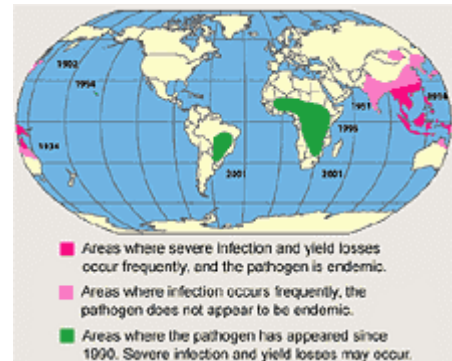 1902
1964
1934
2001
1951
1996
2001
Areas where severe infection and yield losses
occur frequently, and the pathogen is endemic.
Areas where infection occurs frequently, the
pathogen does not appear to be endemic.
Areas where the pathogen has appeared since
1990. Severe infection and yield losses may occur.